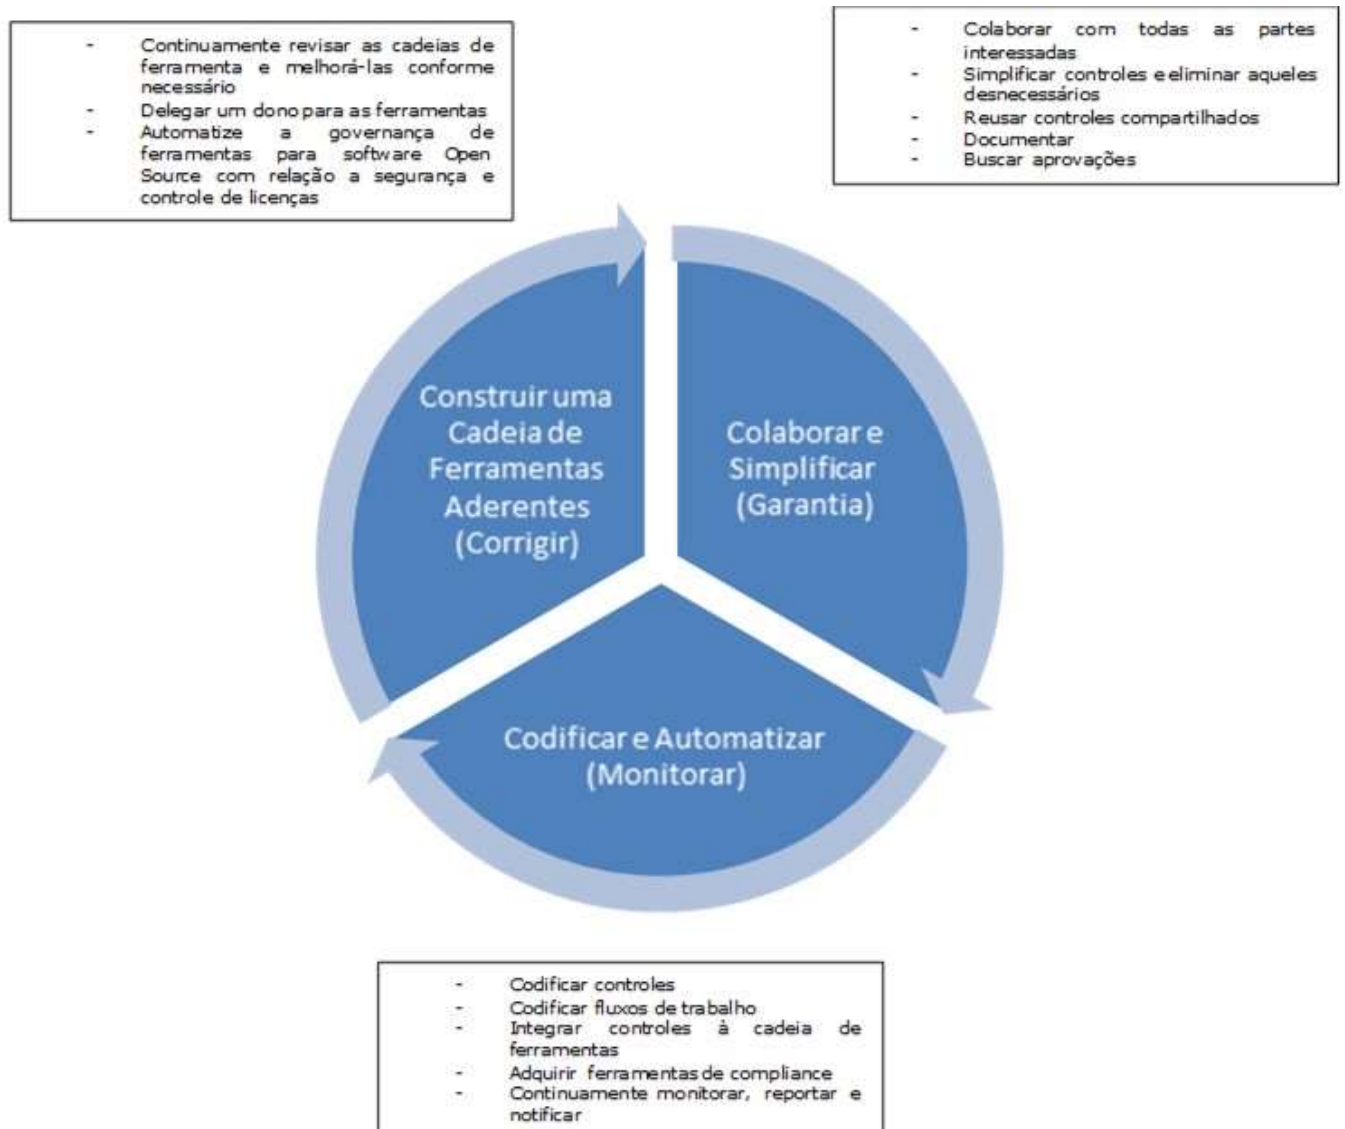 - Continuamente revisar as cadeias de
ferramenta e melhorá-las conforme
necessário
- Delegar um dono para as ferramentas
- Automatize a governança de
ferramentas para software Open
Source com relação a segurança e
controle de licenças
- Colaborar com todas as partes
interessadas
- Simplificar controles e eliminar aqueles
desnecessários
- Reusar controles compartilhados
- Documentar
- Buscar aprovações
Construir uma
Cadeia de
Ferramentas
Aderentes
(Corrigir)
Colaborar e
Simplificar
(Garantia)
Codificar e Automatizar
(Monitorar)
- Codificar controles
- Codificar fluxos de trabalho
- Integrar controles à cadeia de
ferramentas
- Adquirir ferramentas de compliance
- Continuamente monitorar, reportar e
notificar